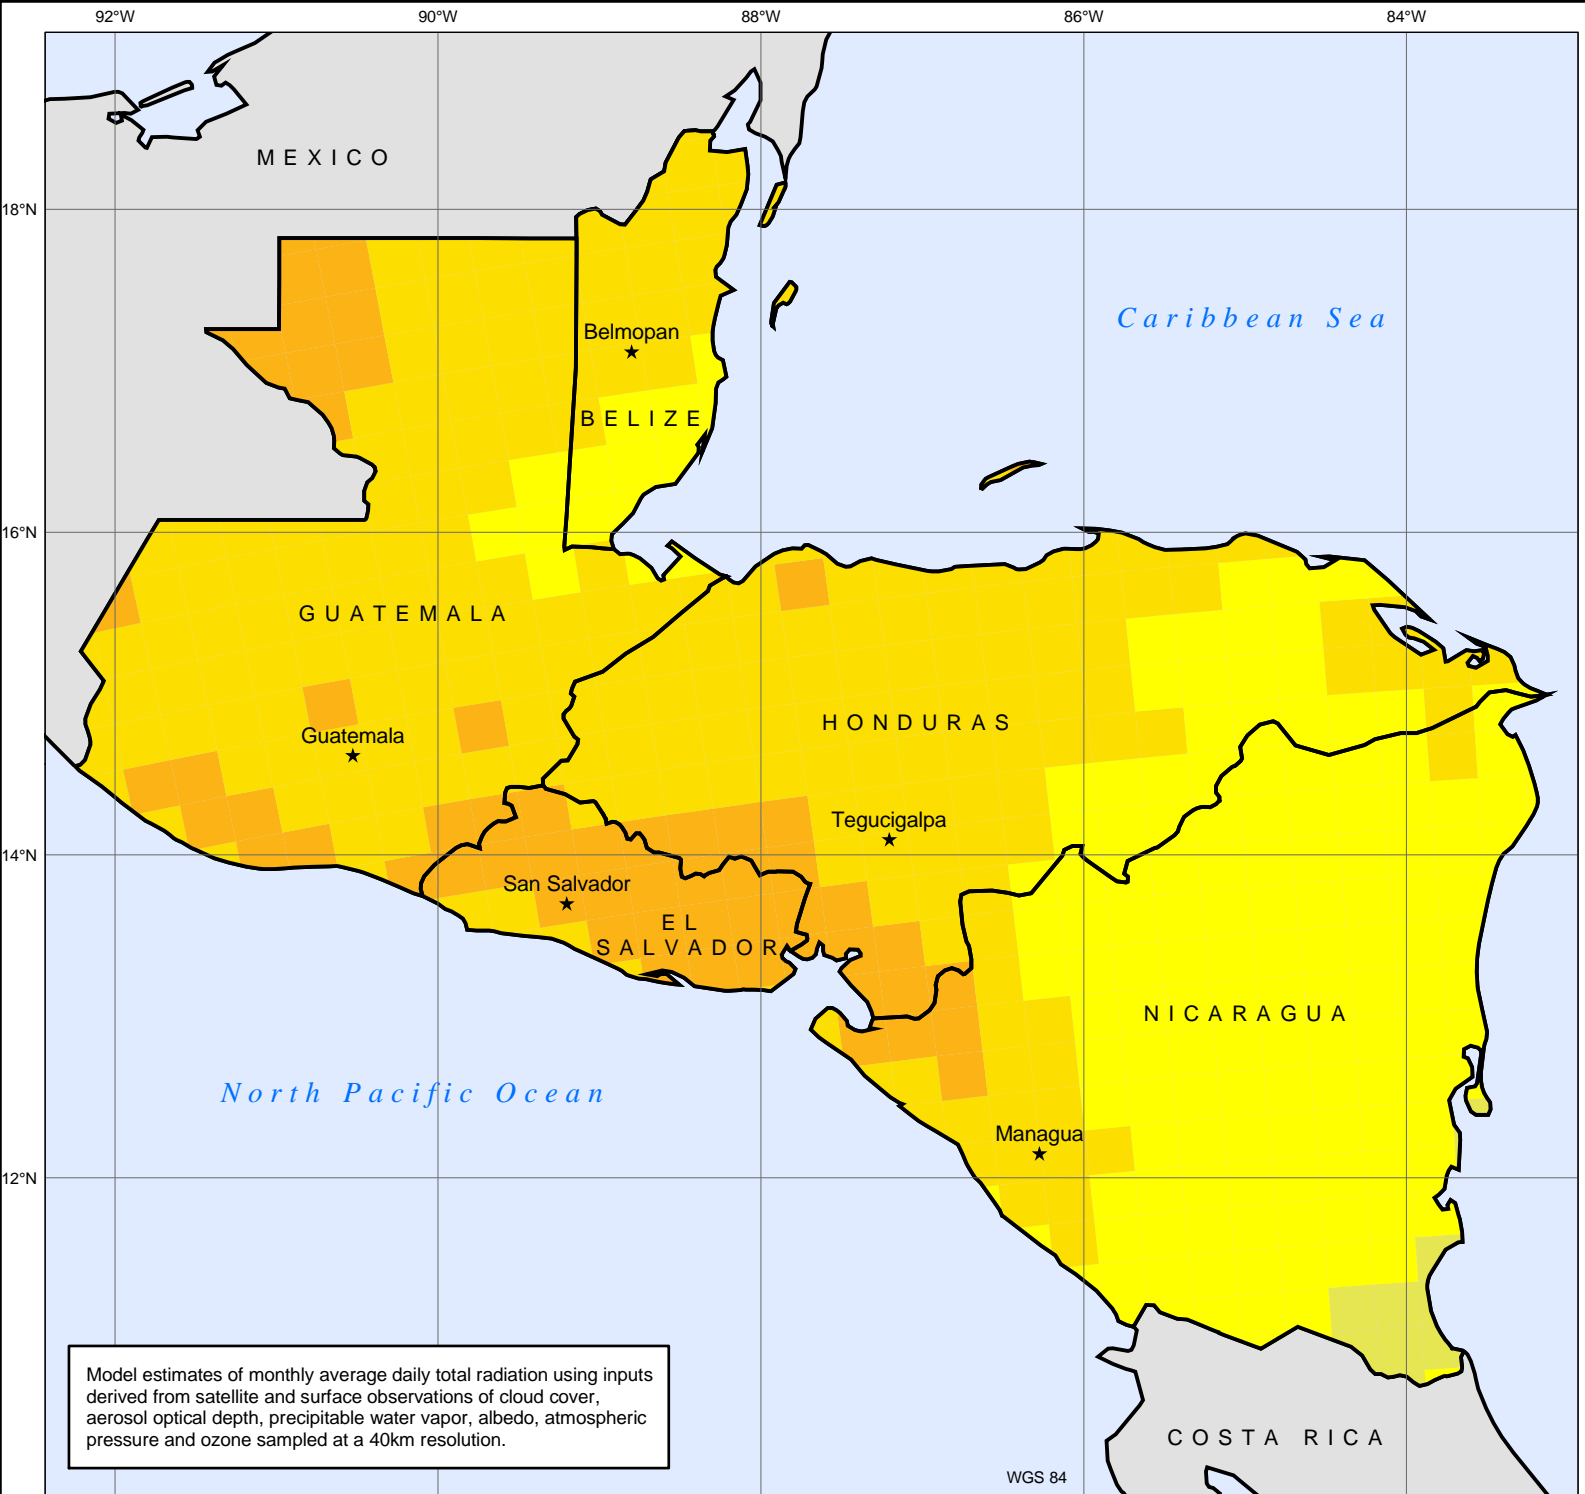 92°W
90°W
88°W
86°W
84°W
MEXICO
18°N
Caribbean Sea
Belmopan
BELIZE
16°N
GUATEMALA
HONDURAS
Guatemala
Tegucigalpa
14°N
San Salvador
EL
SALVADOR
NICARAGUA
North Pacific Ocean
Managua
12°N
Model estimates of monthly average daily total radiation using inputs
derived from satellite and surface observations of cloud cover,
aerosol optical depth, precipitable water vapor, albedo, atmospheric
pressure and ozone sampled at a 40km resolution.
COSTA RICA
WGS 84